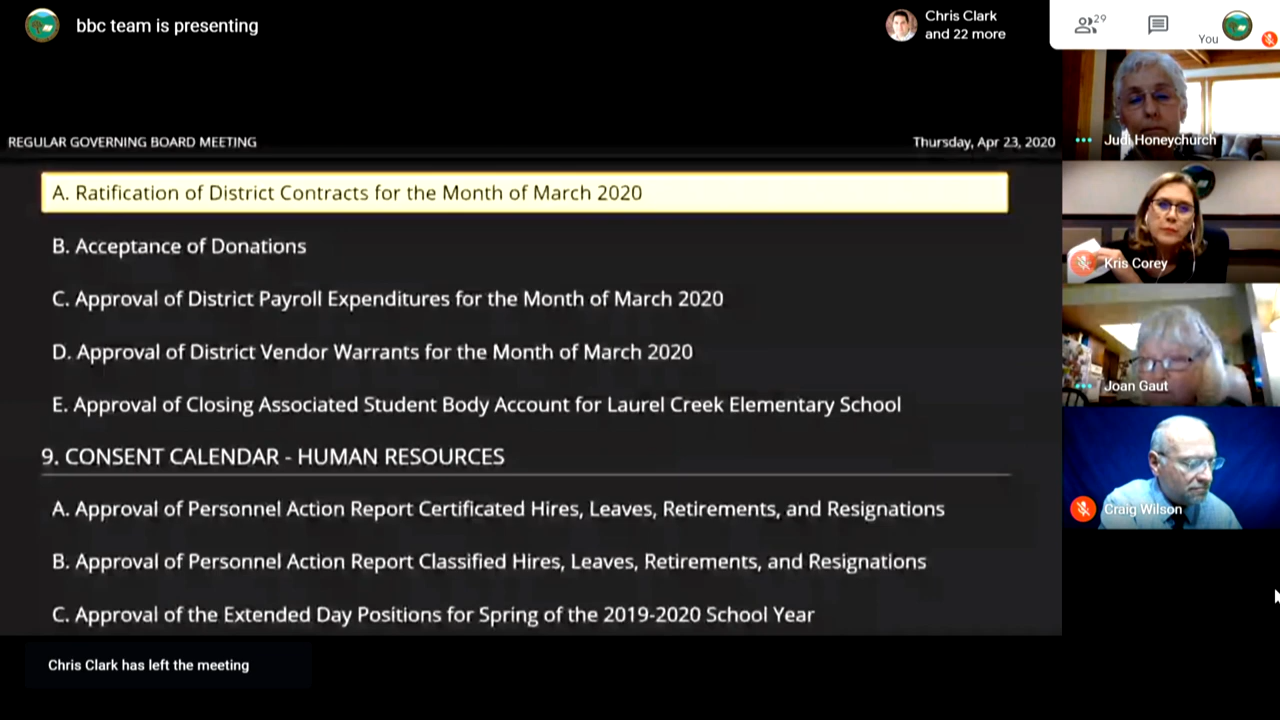 bbc team is presenting
Chris Clark
and 22 more
29
You
REGULAR GOVERNING BOARD MEETING
Thursday, Apr 23, 2020
A. Ratification of District Contracts for the Month of March 2020
B. Acceptance of Donations
C. Approval of District Payroll Expenditures for the Month of March 2020
D. Approval of District Vendor Warrants for the Month of March 2020
E. Approval of Closing Associated Student Body Account for Laurel Creek Elementary School
9. CONSENT CALENDAR - HUMAN RESOURCES
A. Approval of Personnel Action Report Certificated Hires, Leaves, Retirements, and Resignations
B. Approval of Personnel Action Report Classified Hires, Leaves, Retirements, and Resignations
C. Approval of the Extended Day Positions for Spring of the 2019-2020 School Year
Judi Honeychurch
Kris Corey
Joan Gaut
Craig Wilson
Chris Clark has left the meeting